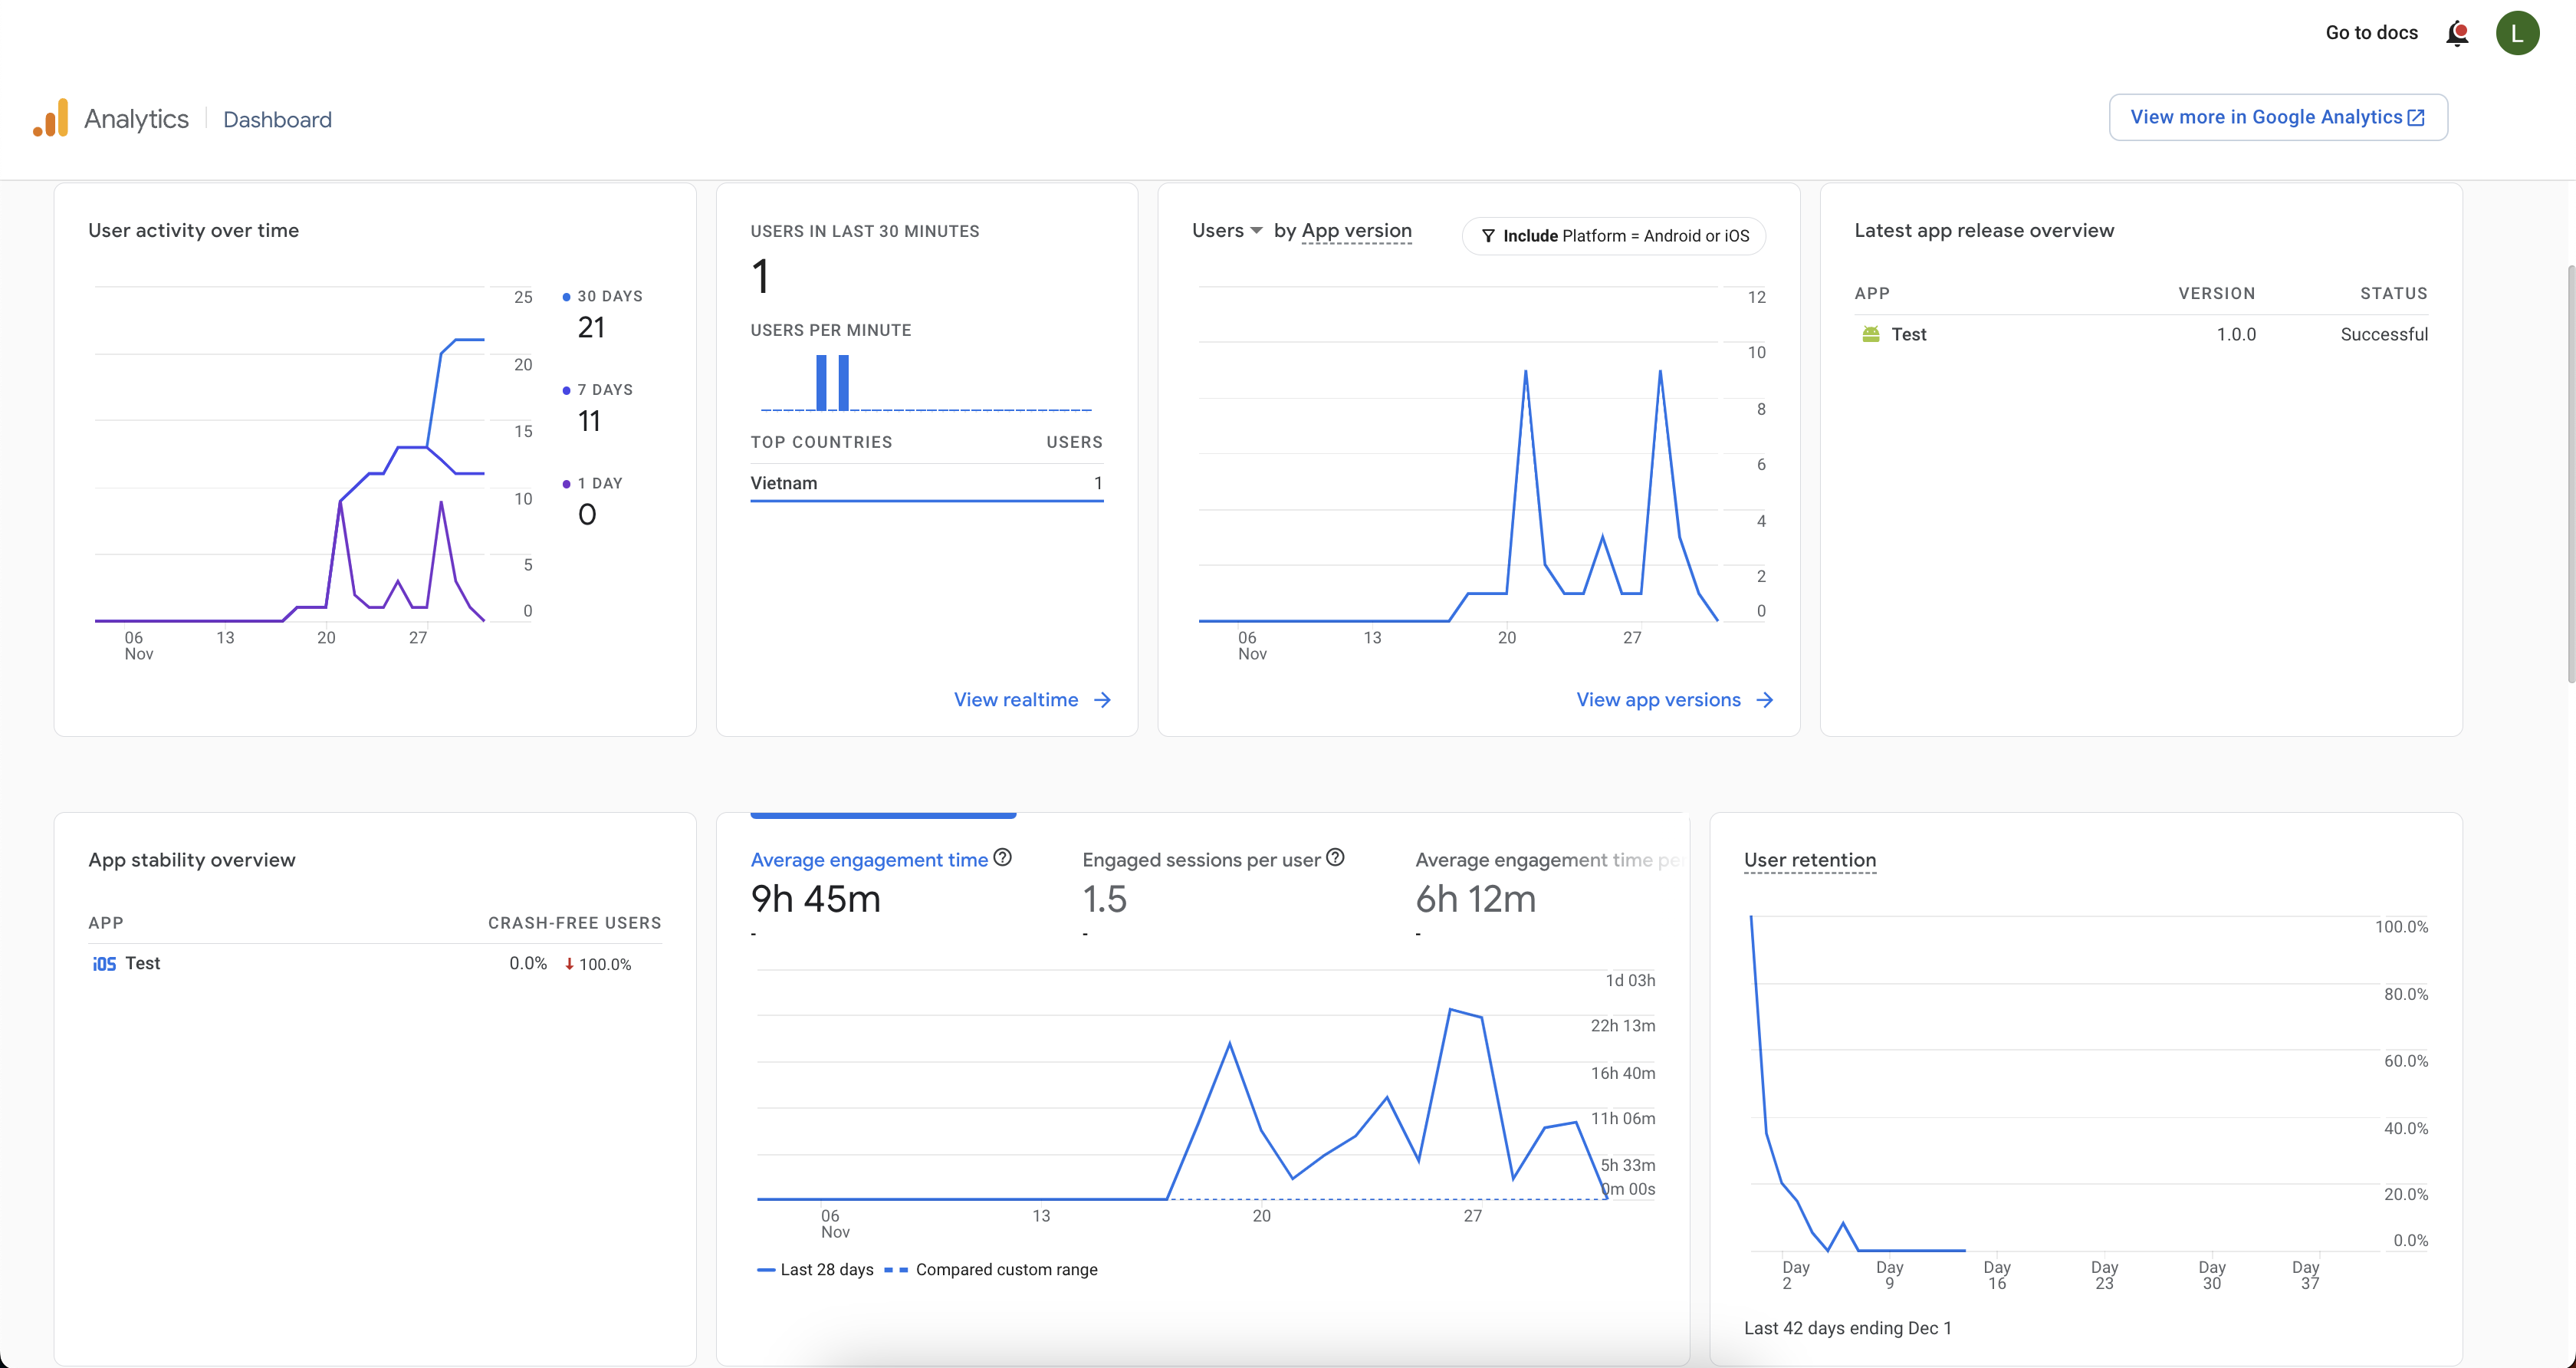 Go to docs
L
Analytics
Dashboard
View more in Google Analytics
User activity over time
25
20
15
10
5
0
06
Nov
13
20
27
30 DAYS
21
7 DAYS
11
1 DAY
0
USERS IN LAST 30 MINUTES
1
USERS PER MINUTE
TOP COUNTRIES USERS
Vietnam 1
View realtime
Users by App version
Include Platform = Android or iOS
12
10
8
6
4
2
0
06
Nov
13
20
27
View app versions
Latest app release overview
APP VERSION STATUS
Test 1.0.0 Successful
App stability overview
APP CRASH-FREE USERS
iOS Test 0.0% 100.0%
Average engagement time
9h 45m
-
Engaged sessions per user
1.5
-
Average engagement time
6h 12m
-
1d 03h
22h 13m
16h 40m
11h 06m
5h 33m
0m 00s
06
Nov
13
20
27
Last 28 days Compared custom range
User retention
100.0%
80.0%
60.0%
40.0%
20.0%
0.0%
Day
2
Day
9
Day
16
Day
23
Day
30
Day
37
Last 42 days ending Dec 1